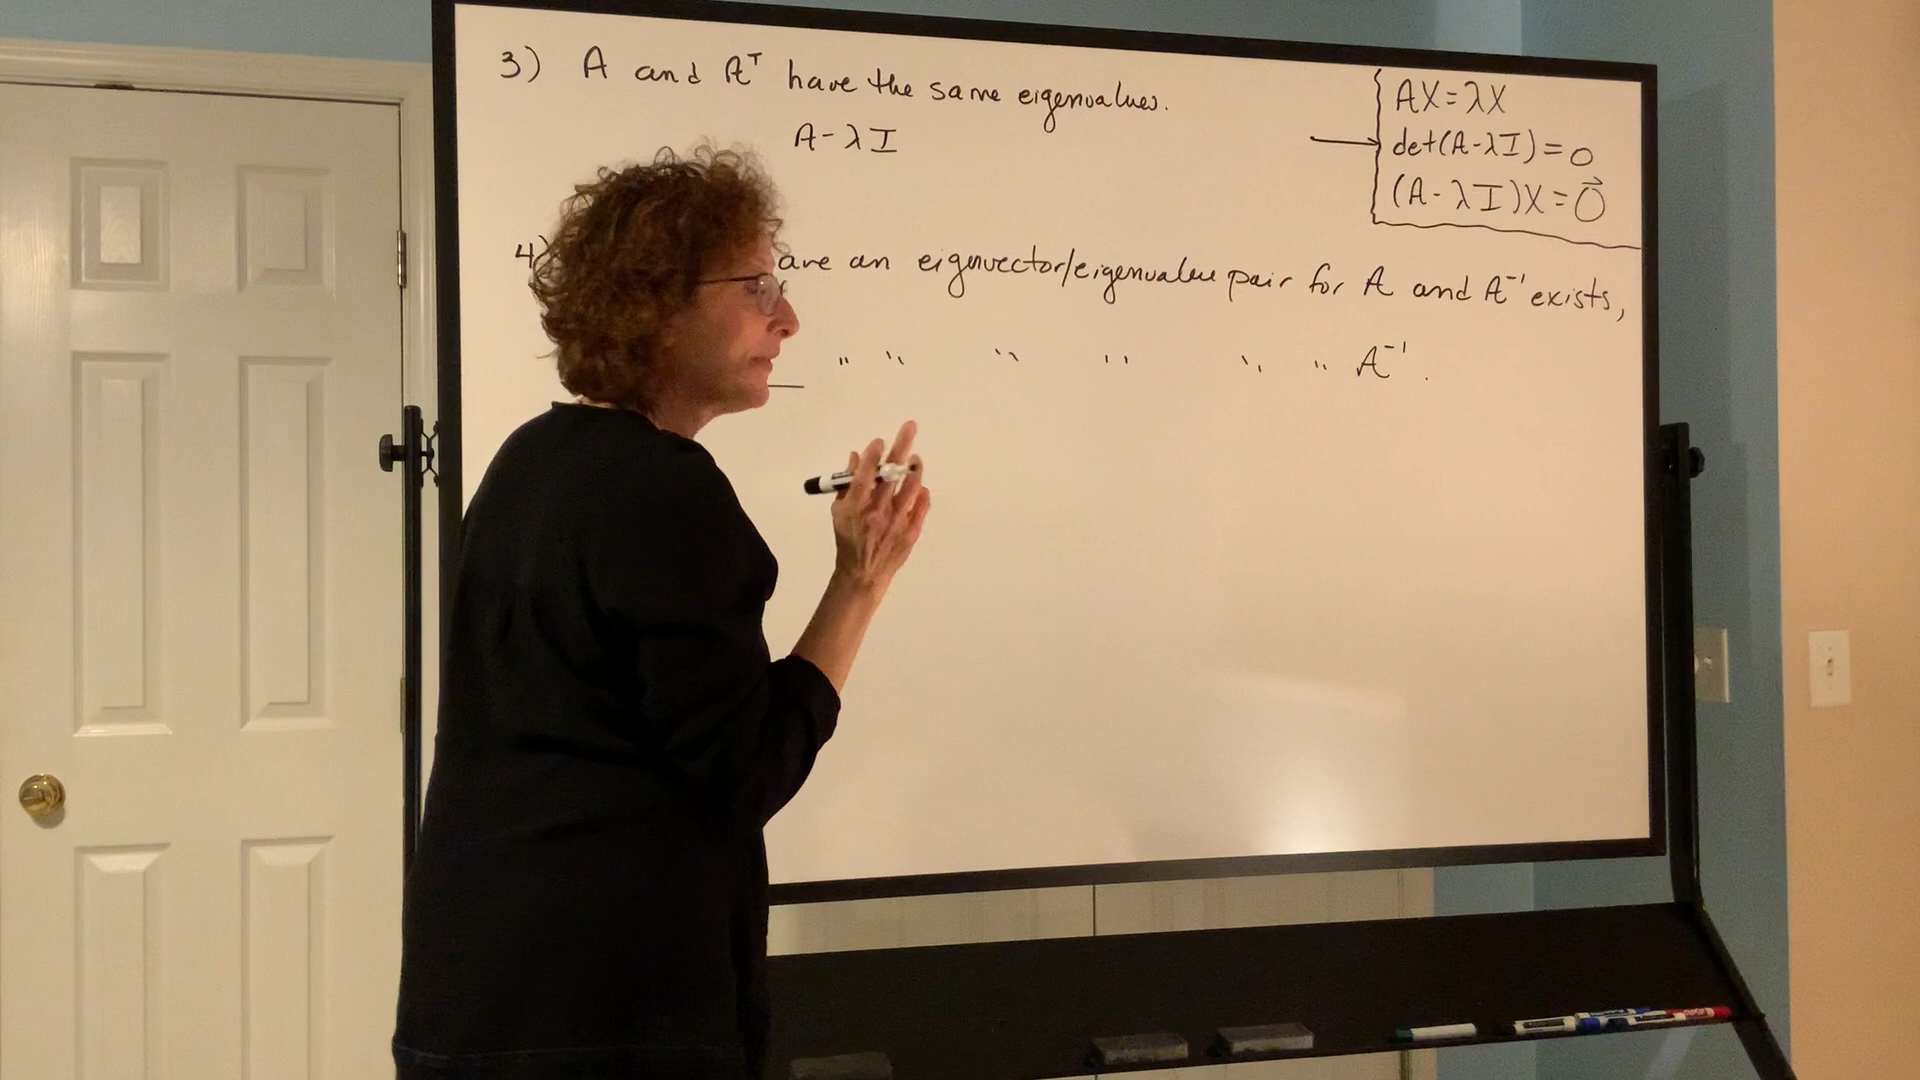 3) A and Aᵀ have the same eigenvalues.
A - λI
AX = λX
det(A - λI) = 0
(A - λI)X = 0⃗
4) are an eigenvector/eigenvalue pair for A and A⁻¹ exists,
" " " " " " A⁻¹.